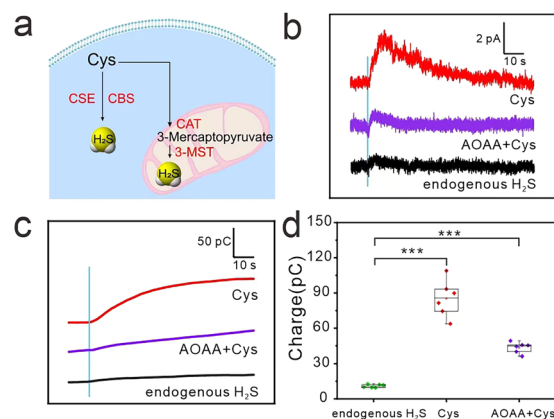 a
Cys
CSE CBS
CAT
3-Mercaptopyruvate
3-MST
H₂S
H₂S
b
2 pA
10 s
Cys
AOAA+Cys
endogenous H₂S
c
50 pC
10 s
Cys
AOAA+Cys
endogenous H₂S
d
Charge(pC)
150
120
90
60
30
0
***
***
endogenous H₂S Cys AOAA+Cys